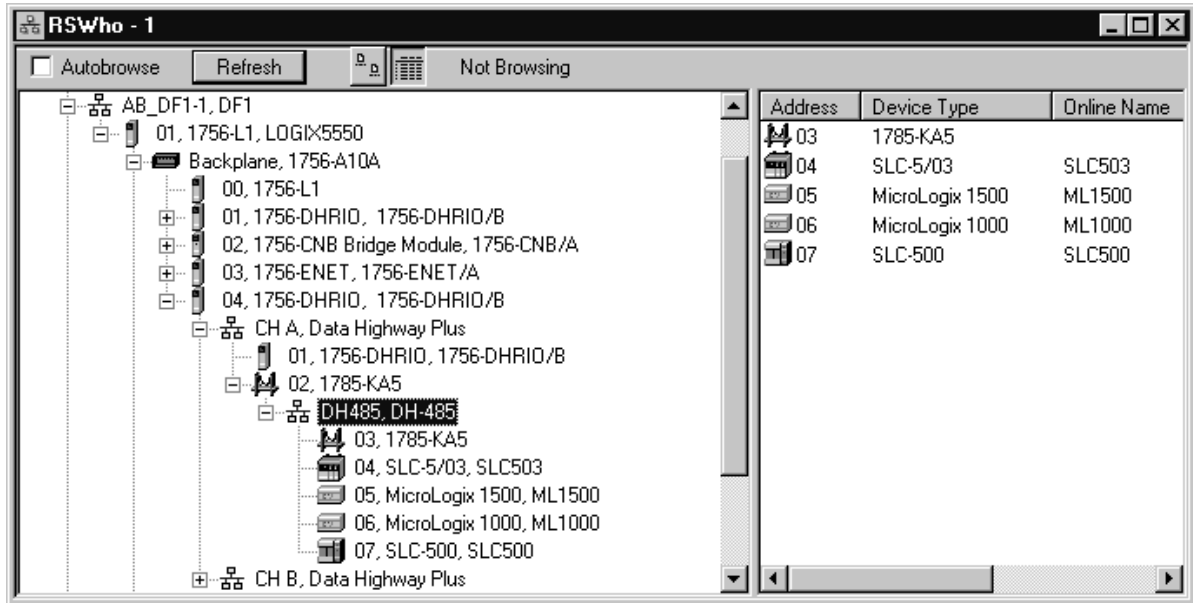 RSWho - 1
Autobrowse Refresh Not Browsing
AB_DF1-1, DF1
01, 1756-L1, LOGIX5550
Backplane, 1756-A10A
00, 1756-L1
01, 1756-DHRIO, 1756-DHRIO/B
02, 1756-CNB Bridge Module, 1756-CNB/A
03, 1756-ENET, 1756-ENET/A
04, 1756-DHRIO, 1756-DHRIO/B
CH A, Data Highway Plus
01, 1756-DHRIO, 1756-DHRIO/B
02, 1785-KA5
DH485, DH-485
03, 1785-KA5
04, SLC-5/03, SLC503
05, MicroLogix 1500, ML1500
06, MicroLogix 1000, ML1000
07, SLC-500, SLC500
CH B, Data Highway Plus
Address Device Type Online Name
03 1785-KA5
04 SLC-5/03 SLC503
05 MicroLogix 1500 ML1500
06 MicroLogix 1000 ML1000
07 SLC-500 SLC500